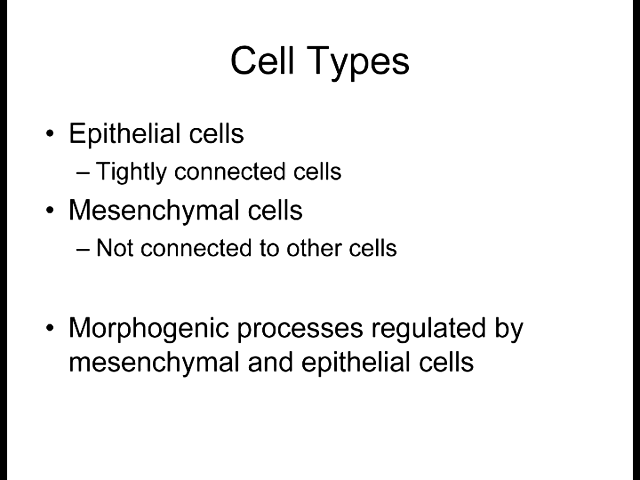 Cell Types
• Epithelial cells
– Tightly connected cells
• Mesenchymal cells
– Not connected to other cells
• Morphogenic processes regulated by
mesenchymal and epithelial cells